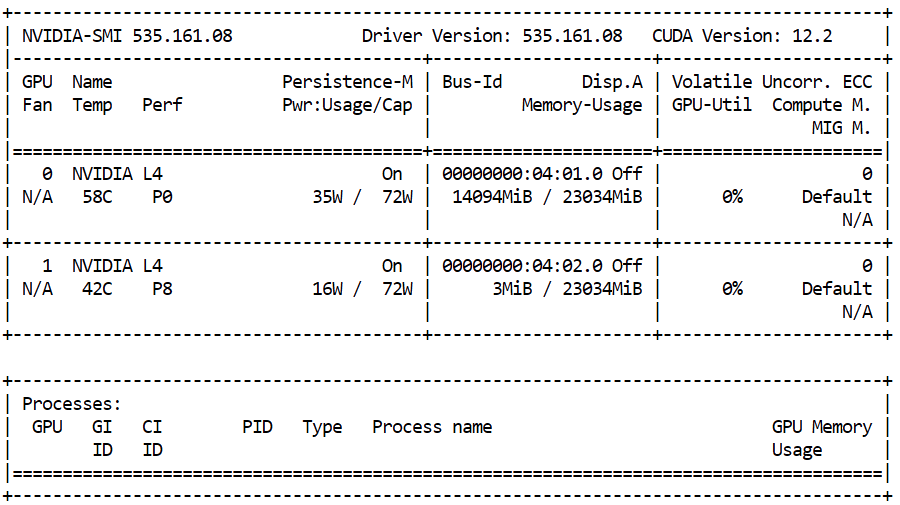 +---------------------------------------------------------------------------------------+
| NVIDIA-SMI 535.161.08             Driver Version: 535.161.08   CUDA Version: 12.2     |
|-----------------------------------------+----------------------+----------------------+
| GPU  Name                 Persistence-M | Bus-Id        Disp.A | Volatile Uncorr. ECC |
| Fan  Temp   Perf          Pwr:Usage/Cap |         Memory-Usage | GPU-Util  Compute M. |
|                                         |                      |               MIG M. |
|=========================================+======================+======================|
|   0  NVIDIA L4                      On  | 00000000:04:01.0 Off |                    0 |
| N/A   58C    P0              35W /  72W |  14094MiB / 23034MiB |      0%      Default |
|                                         |                      |                  N/A |
+-----------------------------------------+----------------------+----------------------+
|   1  NVIDIA L4                      On  | 00000000:04:02.0 Off |                    0 |
| N/A   42C    P8              16W /  72W |      3MiB / 23034MiB |      0%      Default |
|                                         |                      |                  N/A |
+-----------------------------------------+----------------------+----------------------+

+---------------------------------------------------------------------------------------+
| Processes:                                                                            |
|  GPU   GI   CI        PID   Type   Process name                            GPU Memory |
|        ID   ID                                                             Usage      |
|=======================================================================================|
+---------------------------------------------------------------------------------------+